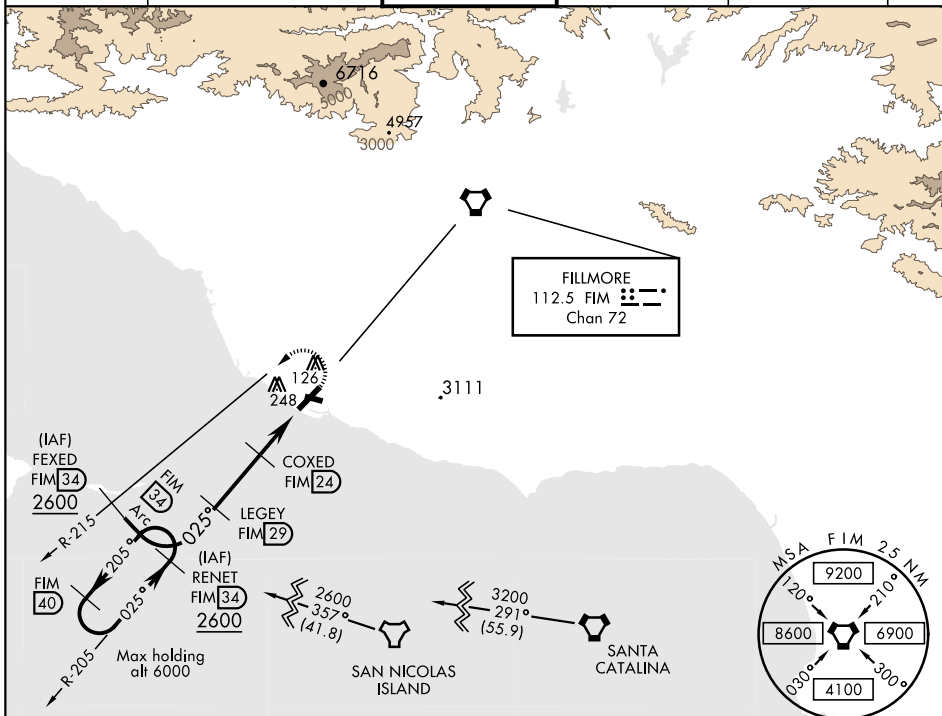 6716
5000
4957
3000
FILLMORE
112.5 FIM
Chan 72
3111
126
248
(IAF)
FEXED
FIM 34
2600
FIM
34
Arc
COXED
FIM 24
LEGEY
FIM 29
R-215
205°
025°
025°
(IAF)
RENET
FIM 34
2600
FIM
40
R-205
Max holding
alt 6000
2600
357°
(41.8)
SAN NICOLAS
ISLAND
3200
291°
(55.9)
SANTA
CATALINA
MSA FIM 25 NM
120°
9200
210°
8600
6900
030°
4100
300°